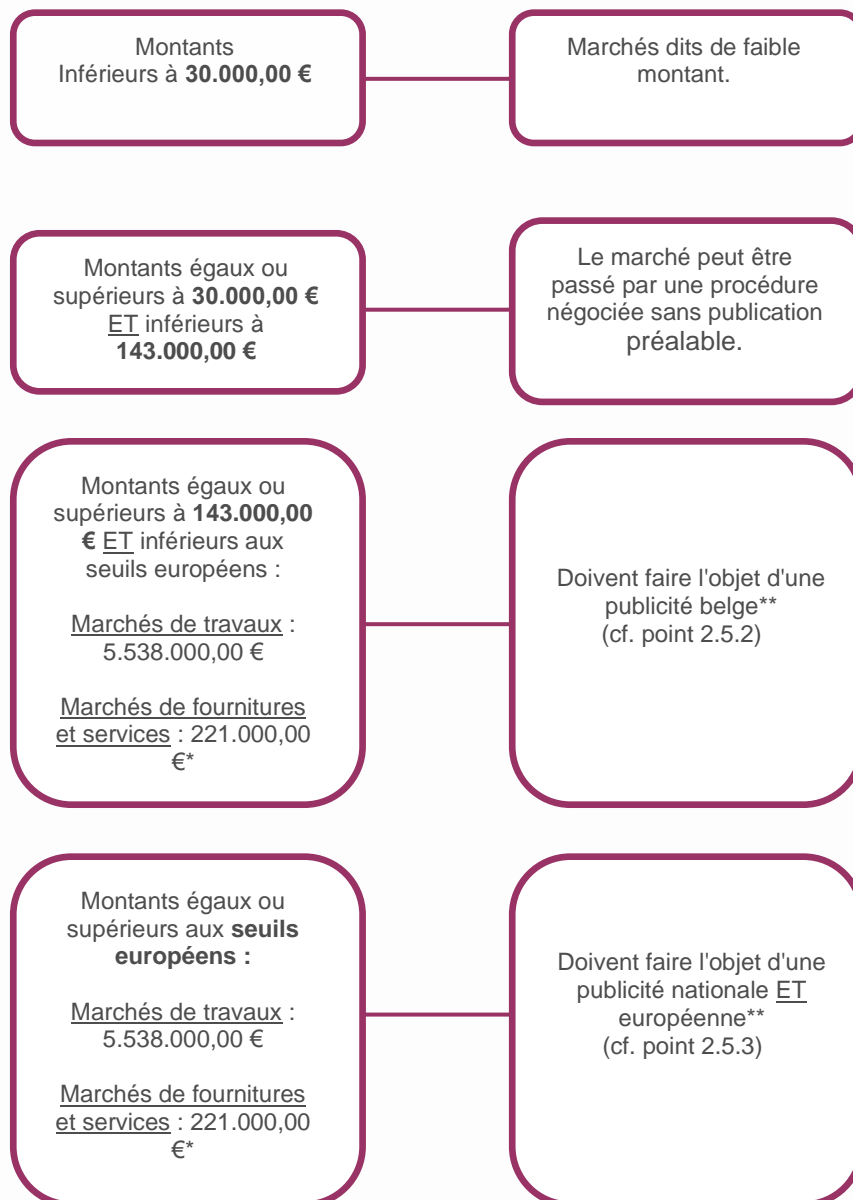 Montants
Inférieurs à 30.000,00 €
Marchés dits de faible
montant.
Montants égaux ou
supérieurs à 30.000,00 €
ET inférieurs à
143.000,00 €
Le marché peut être
passé par une procédure
négociée sans publication
préalable.
Montants égaux ou
supérieurs à 143.000,00
€ ET inférieurs aux
seuils européens :
Marchés de travaux :
5.538.000,00 €
Marchés de fournitures
et services : 221.000,00
€*
Doivent faire l'objet d'une
publicité belge**
(cf. point 2.5.2)
Montants égaux ou
supérieurs aux seuils
européens :
Marchés de travaux :
5.538.000,00 €
Marchés de fournitures
et services : 221.000,00
€*
Doivent faire l'objet d'une
publicité nationale ET
européenne**
(cf. point 2.5.3)